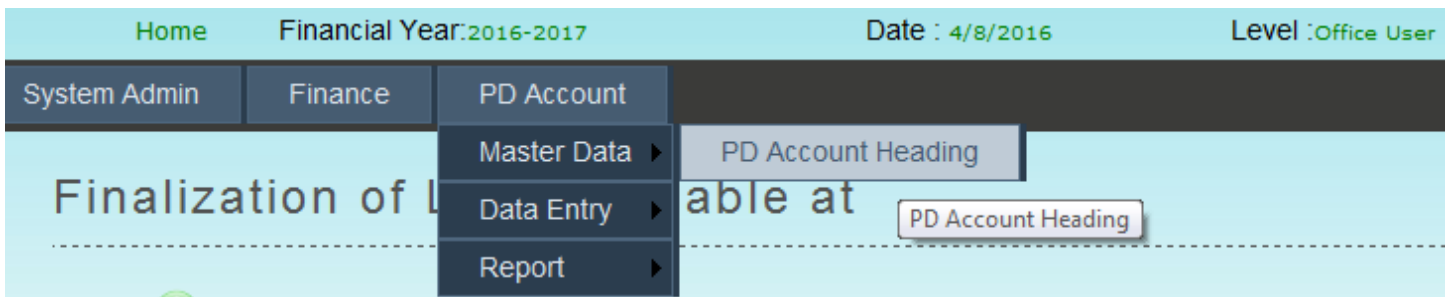 Home Financial Year:2016-2017 Date : 4/8/2016 Level :Office User
System Admin Finance PD Account
Master Data PD Account Heading
Finalization of L able at
Data Entry
PD Account Heading
Report